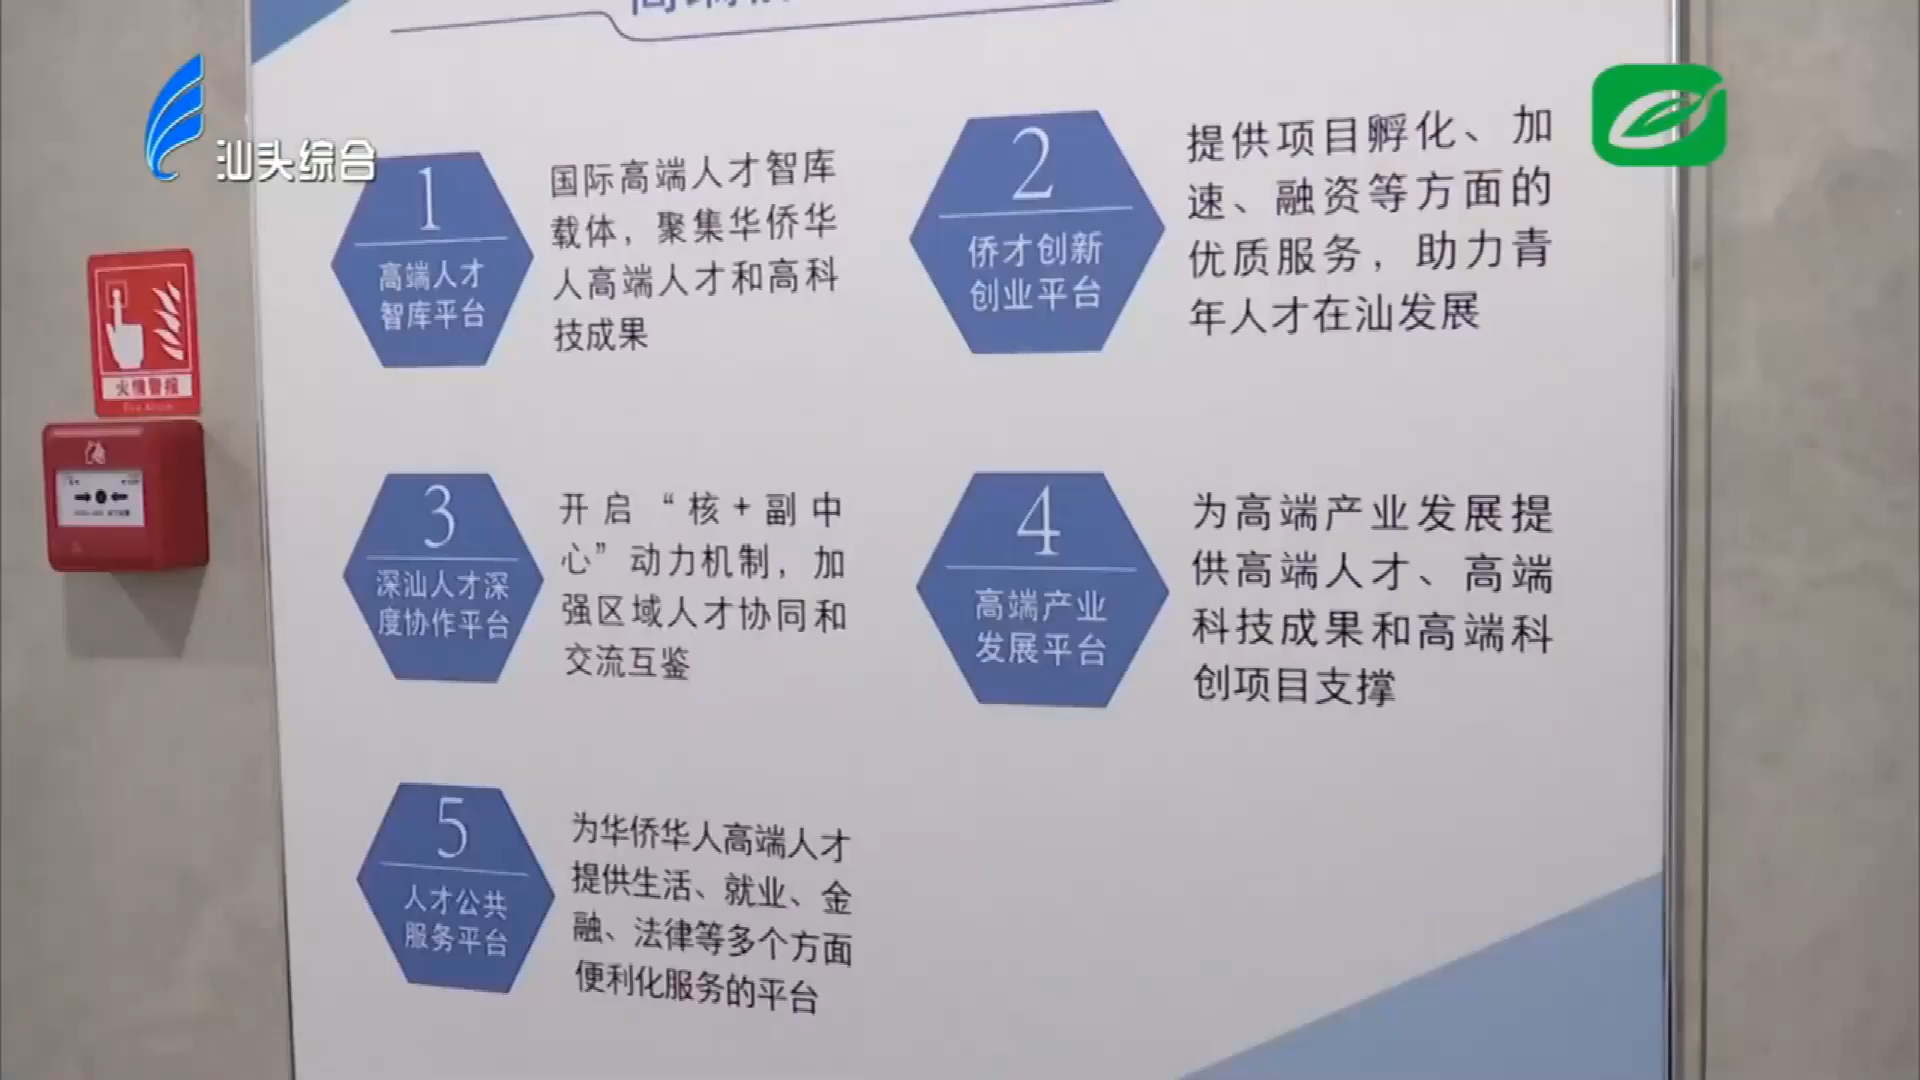 汕头综合
1
高端人才
智库平台
国际高端人才智库
载体，聚集华侨华
人高端人才和高科
技成果
2
侨才创新
创业平台
提供项目孵化、加
速、融资等方面的
优质服务，助力青
年人才在汕发展
3
深汕人才深
度协作平台
开启“核+副中
心”动力机制，加
强区域人才协同和
交流互鉴
4
高端产业
发展平台
为高端产业发展提
供高端人才、高端
科技成果和高端科
创项目支撑
5
人才公共
服务平台
为华侨华人高端人才
提供生活、就业、金
融、法律等多个方面
便利化服务的平台
火情警报